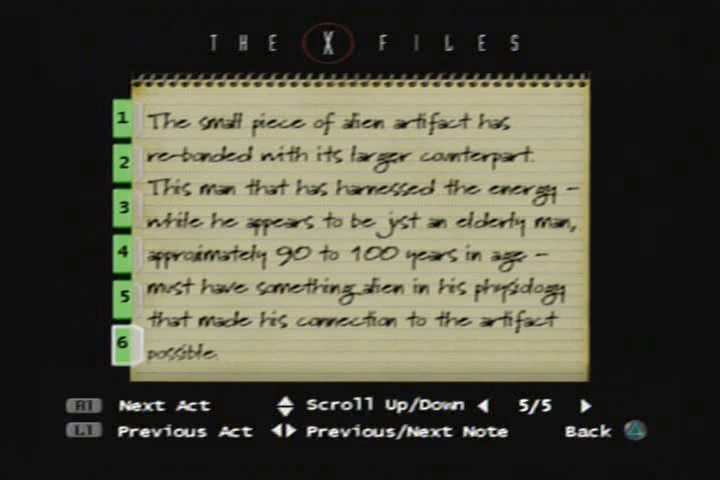 THE X FILES
1
2
3
4
5
6
The small piece of alien artifact has
re-bonded with its larger counterpart.
This man that has harnessed the energy -
while he appears to be just an elderly man,
approximately 90 to 100 years in age -
must have something alien in his physiology
that made his connection to the artifact
possible.
R1 Next Act Scroll Up/Down 5/5
L1 Previous Act Previous/Next Note Back